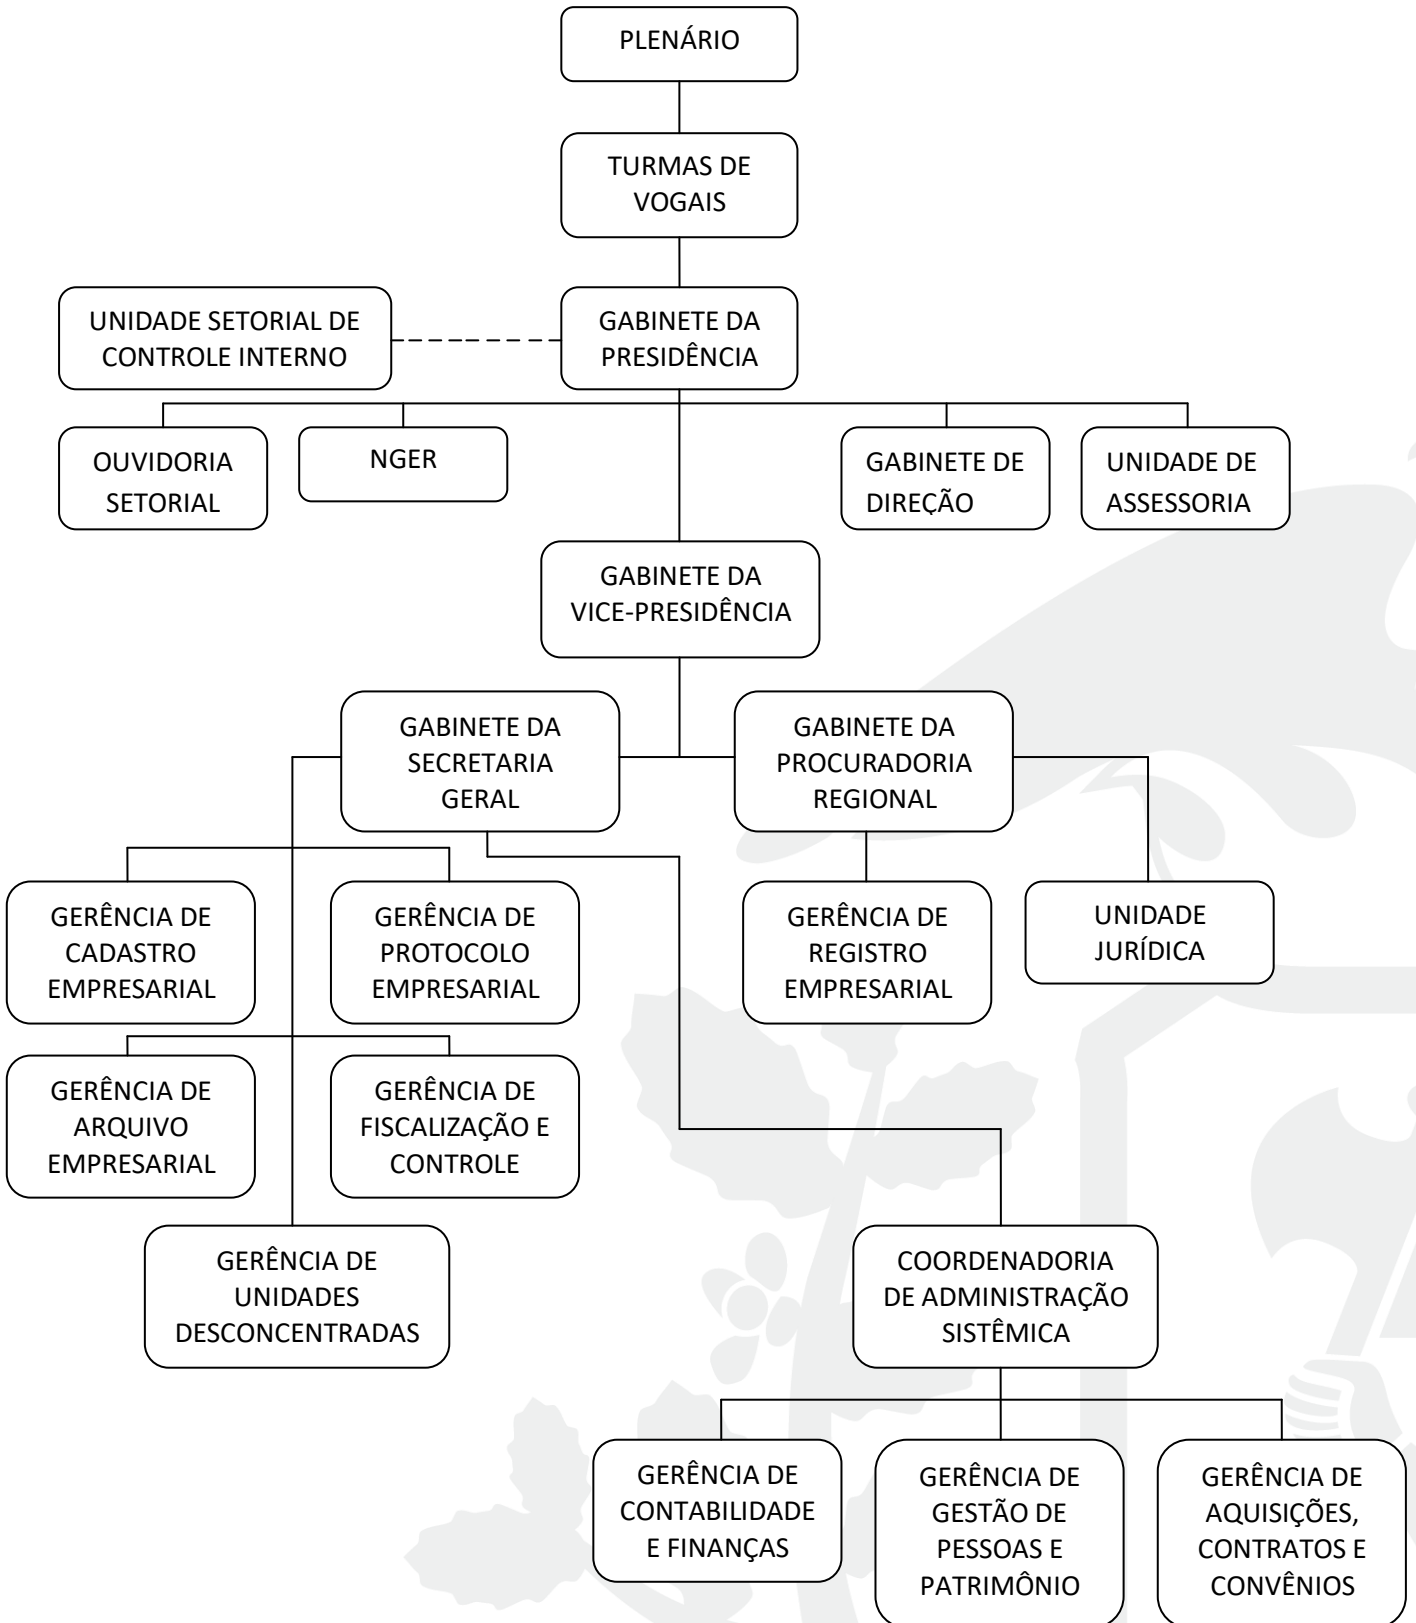 PLENÁRIO
TURMAS DE
VOGAIS
UNIDADE SETORIAL DE
CONTROLE INTERNO
GABINETE DA
PRESIDÊNCIA
OUVIDORIA
SETORIAL
NGER
GABINETE DE
DIREÇÃO
UNIDADE DE
ASSESSORIA
GABINETE DA
VICE-PRESIDÊNCIA
GABINETE DA
SECRETARIA
GERAL
GABINETE DA
PROCURADORIA
REGIONAL
GERÊNCIA DE
CADASTRO
EMPRESARIAL
GERÊNCIA DE
PROTOCOLO
EMPRESARIAL
GERÊNCIA DE
REGISTRO
EMPRESARIAL
UNIDADE
JURÍDICA
GERÊNCIA DE
ARQUIVO
EMPRESARIAL
GERÊNCIA DE
FISCALIZAÇÃO E
CONTROLE
GERÊNCIA DE
UNIDADES
DESCONCENTRADAS
COORDENADORIA
DE ADMINISTRAÇÃO
SISTÊMICA
GERÊNCIA DE
CONTABILIDADE
E FINANÇAS
GERÊNCIA DE
GESTÃO DE
PESSOAS E
PATRIMÔNIO
GERÊNCIA DE
AQUISIÇÕES,
CONTRATOS E
CONVÊNIOS